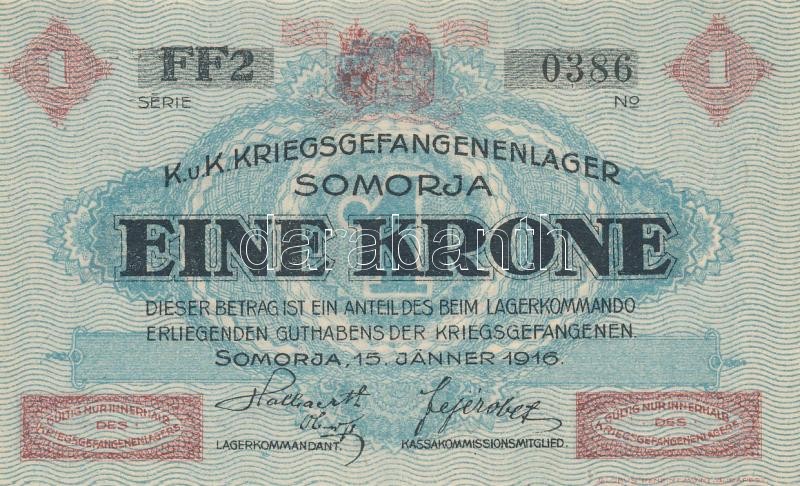 1 FF2 0386 1
SERIE No
K.u.K. KRIEGSGEFANGENENLAGER
SOMORJA
1
EINE KRONE
darabanth
DIESER BETRAG IST EIN ANTEIL DES BEIM LAGERKOMMANDO
ERLIEGENDEN GUTHABENS DER KRIEGSGEFANGENEN.
SOMORJA, 15. JÄNNER 1916.
GÜLTIG NUR INNERHALB
DES
KRIEGSGEFANGENENLAGERS
GÜLTIG NUR INNERHALB
DES
KRIEGSGEFANGENENLAGERS
LAGERKOMMANDANT. KASSAKOMMISSIONSMITGLIED.